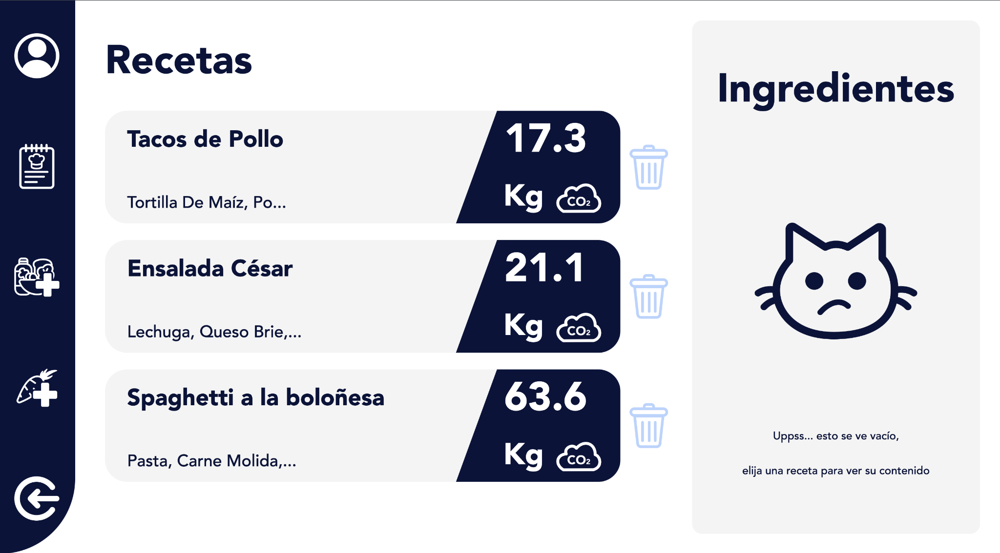 Recetas
Tacos de Pollo
Tortilla De Maíz, Po...
17.3
Kg CO₂
Ensalada César
Lechuga, Queso Brie,...
21.1
Kg CO₂
Spaghetti a la boloñesa
Pasta, Carne Molida,...
63.6
Kg CO₂
Ingredientes
Uppss... esto se ve vacío,
elija una receta para ver su contenido